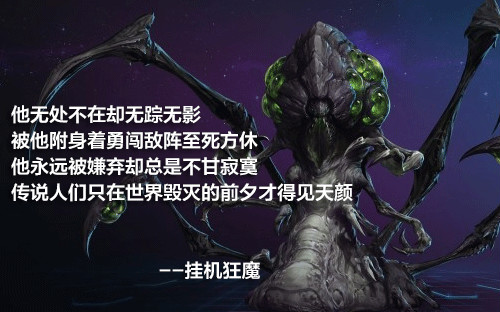 他无处不在却无踪无影
被他附身着勇闯敌阵至死方休
他永远被嫌弃却总是不甘寂寞
传说人们只在世界毁灭的前夕才得见天颜
--挂机狂魔